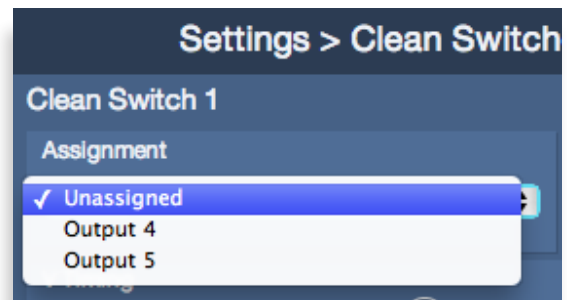 Settings > Clean Switch
Clean Switch 1
Assignment
✓ Unassigned
Output 4
Output 5